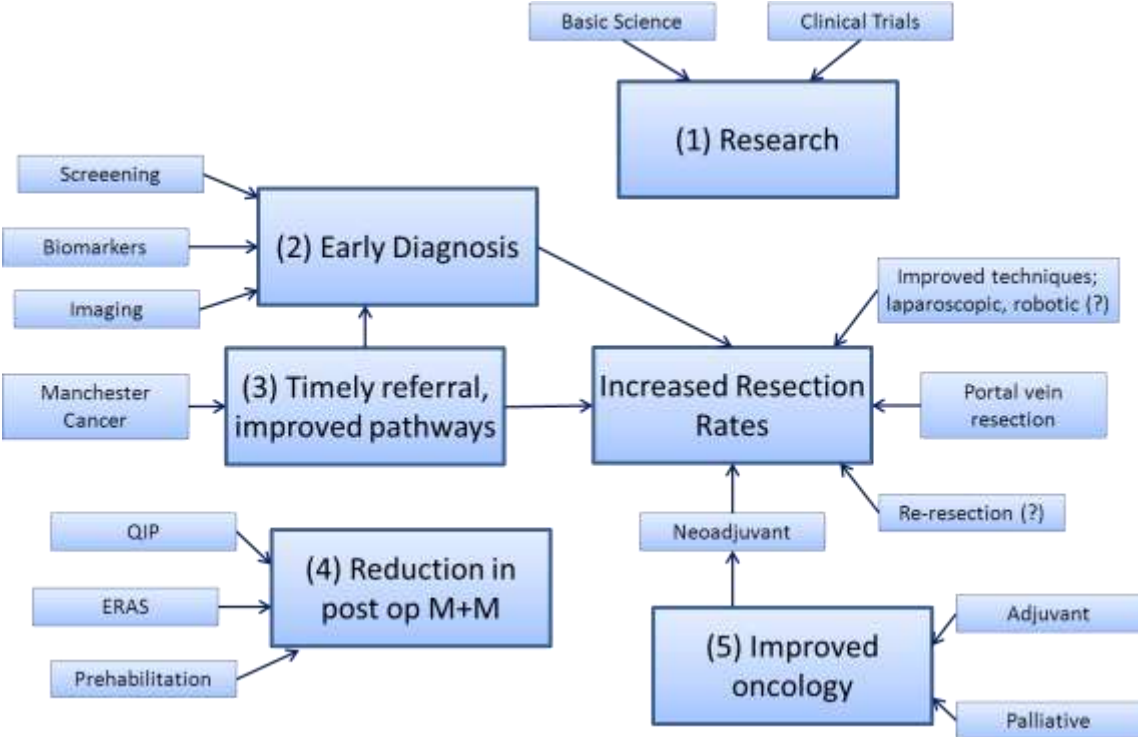 Basic Science
Clinical Trials
(1) Research
Screeening
Biomarkers
Imaging
(2) Early Diagnosis
Improved techniques;
laparoscopic, robotic (?)
Manchester
Cancer
(3) Timely referral,
improved pathways
Increased Resection
Rates
Portal vein
resection
Re-resection (?)
Neoadjuvant
QIP
ERAS
Prehabilitation
(4) Reduction in
post op M+M
(5) Improved
oncology
Adjuvant
Palliative